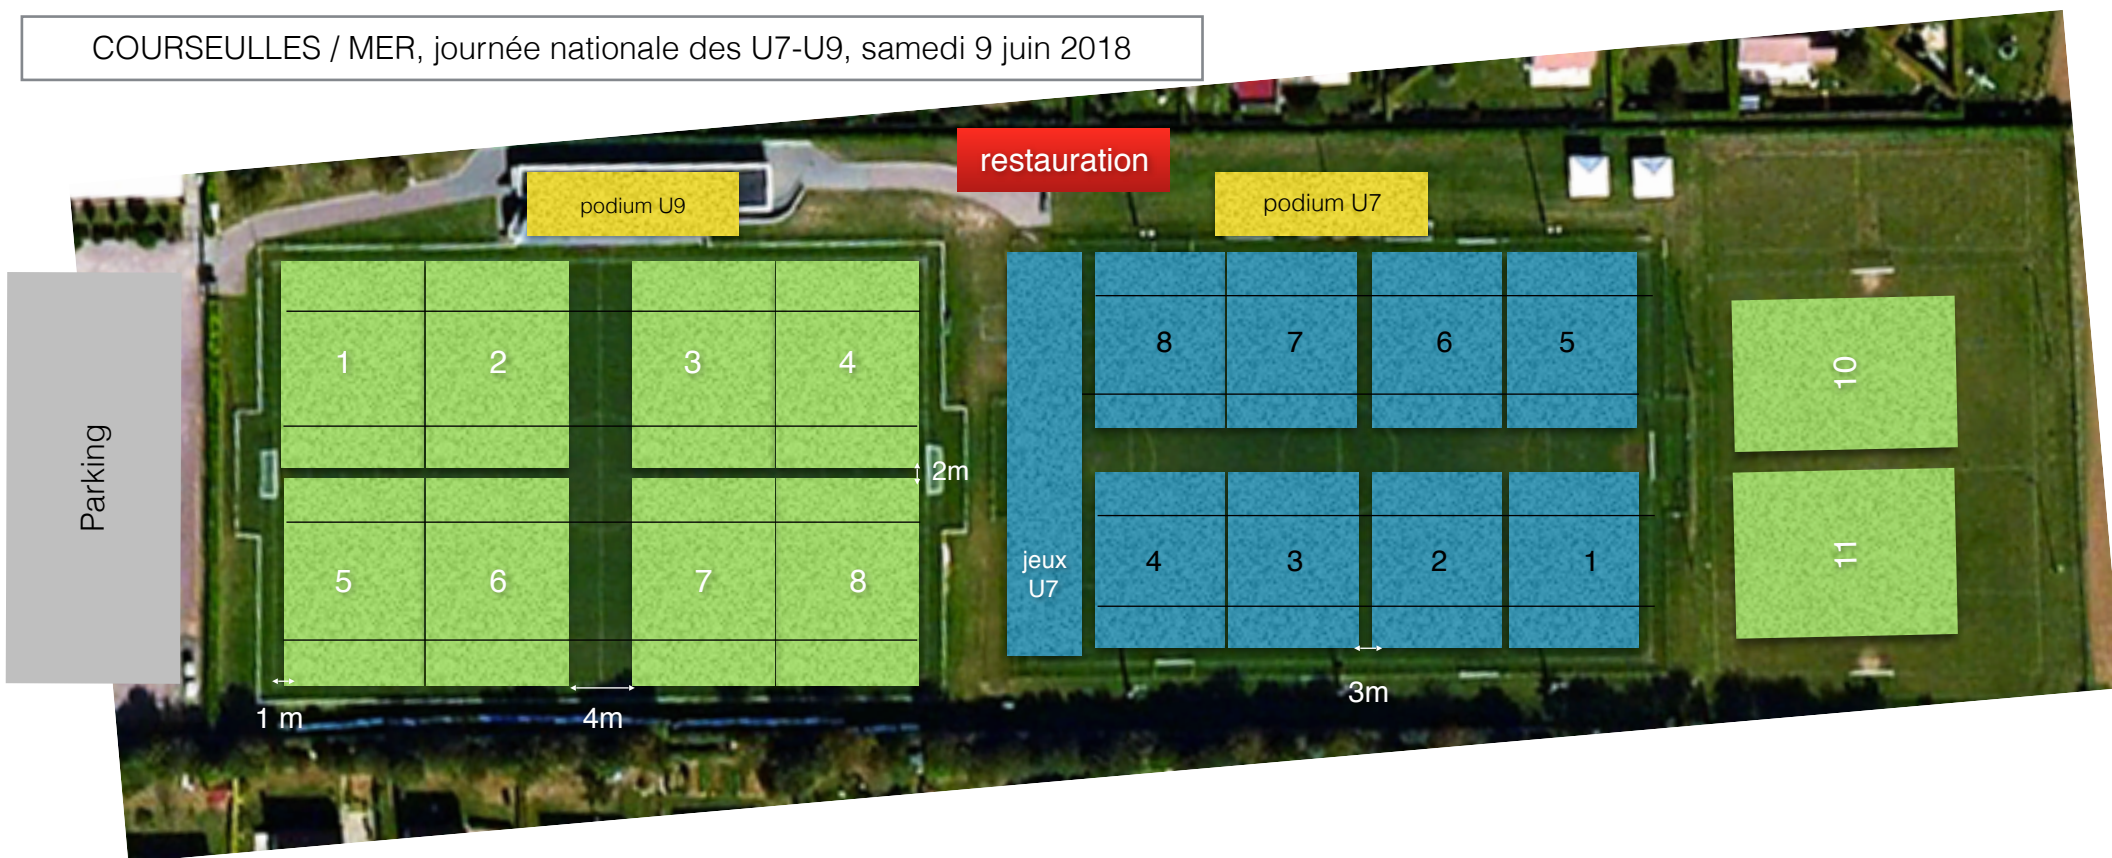 COURSEULLES / MER, journée nationale des U7-U9, samedi 9 juin 2018
restauration
podium U9
podium U7
Parking
1
2
3
4
5
6
7
8
2m
1 m
4m
jeux
U7
8
7
6
5
4
3
2
1
3m
10
11